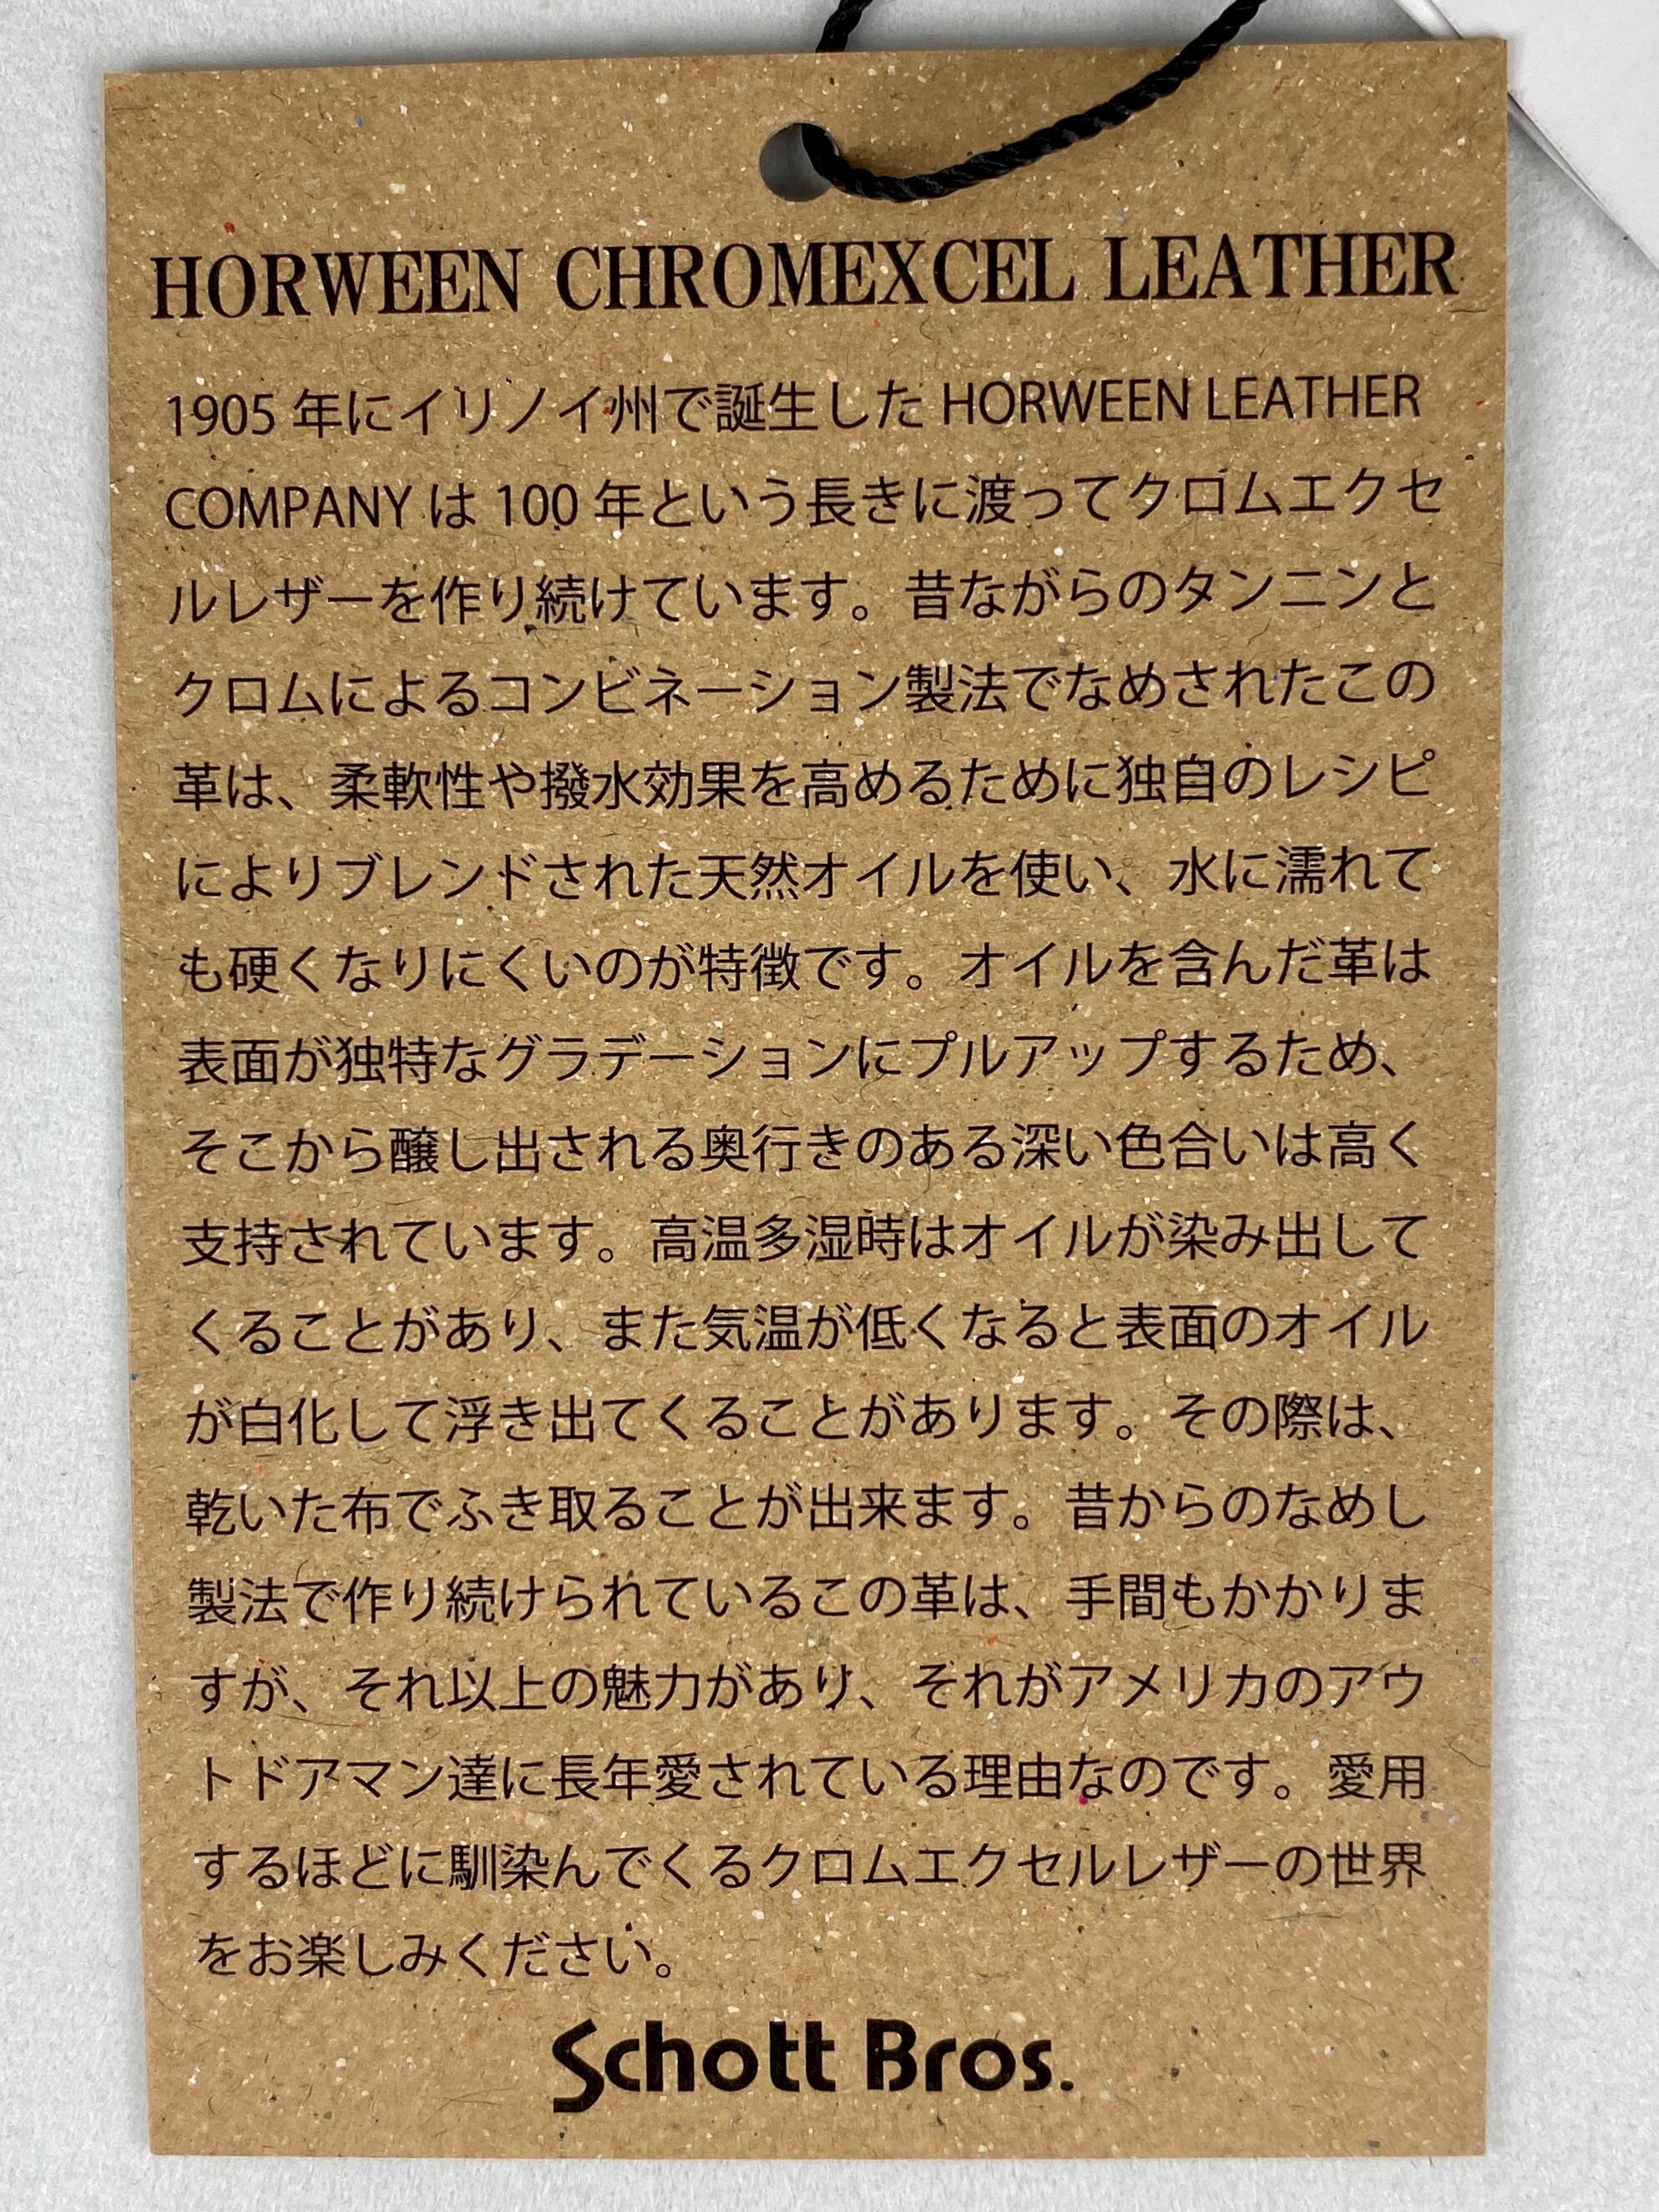 HORWEEN CHROMEXCEL LEATHER
1905 年にイリノイ州で誕生した HORWEEN LEATHER
COMPANY は 100 年という長きに渡ってクロムエクセ
ルレザーを作り続けています。昔ながらのタンニンと
クロムによるコンビネーション製法でなめされたこの
革は、柔軟性や撥水効果を高めるために独自のレシピ
によりブレンドされた天然オイルを使い、水に濡れて
も硬くなりにくいのが特徴です。オイルを含んだ革は
表面が独特なグラデーションにプルアップするため、
そこから醸し出される奥行きのある深い色合いは高く
支持されています。高温多湿時はオイルが染み出して
くることがあり、また気温が低くなると表面のオイル
が白化して浮き出てくることがあります。その際は、
乾いた布でふき取ることが出来ます。昔からのなめし
製法で作り続けられているこの革は、手間もかかりま
すが、それ以上の魅力があり、それがアメリカのアウ
トドアマン達に長年愛されている理由なのです。愛用
するほどに馴染んでくるクロムエクセルレザーの世界
をお楽しみください。
Schott Bros.